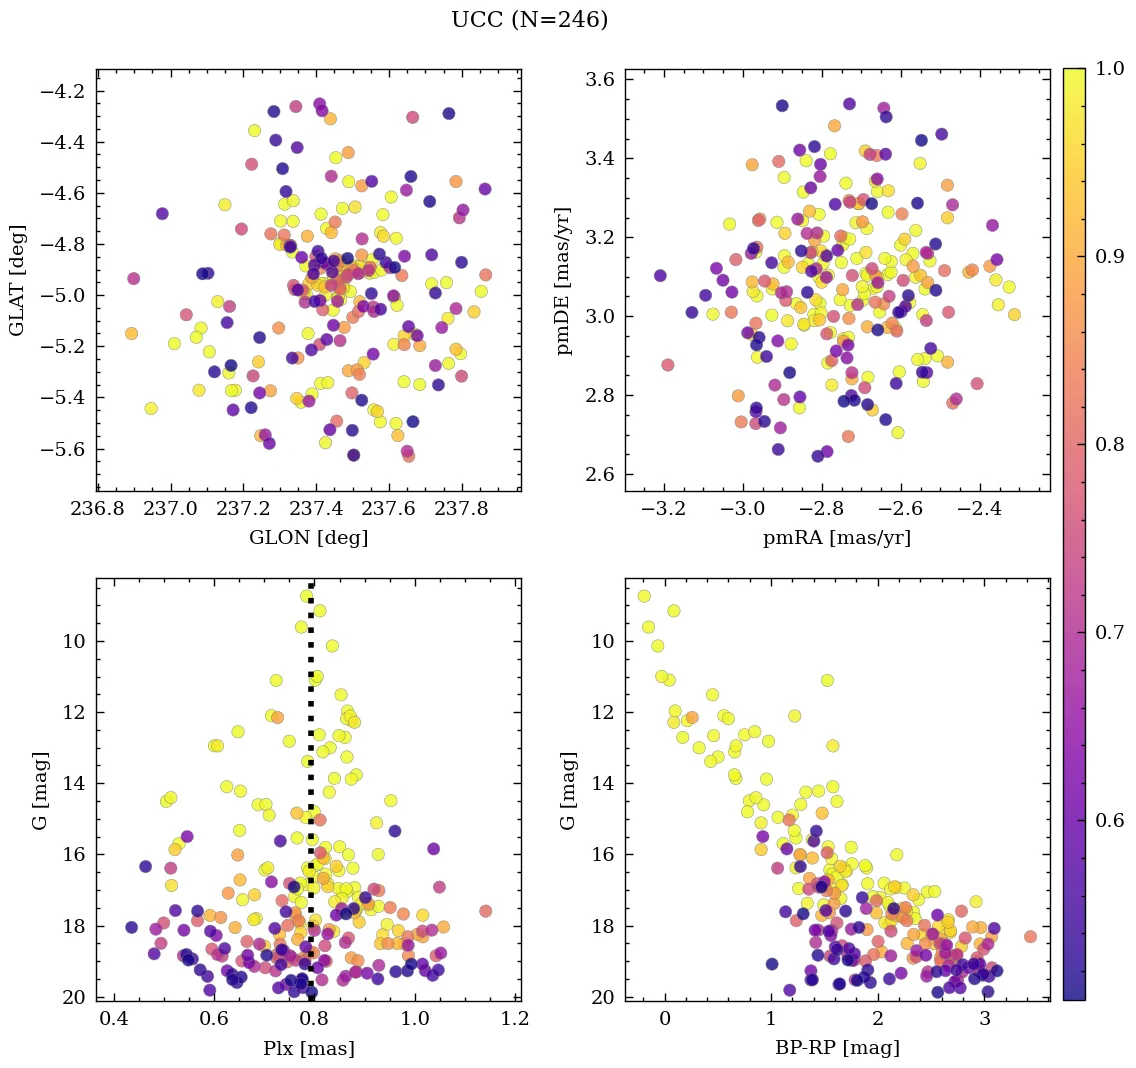 UCC (N=246)
−4.2
−4.4
−4.6
−4.8
−5.0
−5.2
−5.4
−5.6
GLAT [deg]
236.8 237.0 237.2 237.4 237.6 237.8
GLON [deg]
3.6
3.4
3.2
3.0
2.8
2.6
pmDE [mas/yr]
−3.2 −3.0 −2.8 −2.6 −2.4
pmRA [mas/yr]
1.0
0.9
0.8
0.7
0.6
10
12
14
16
18
20
G [mag]
0.4 0.6 0.8 1.0 1.2
Plx [mas]
10
12
14
16
18
20
G [mag]
0 1 2 3
BP-RP [mag]